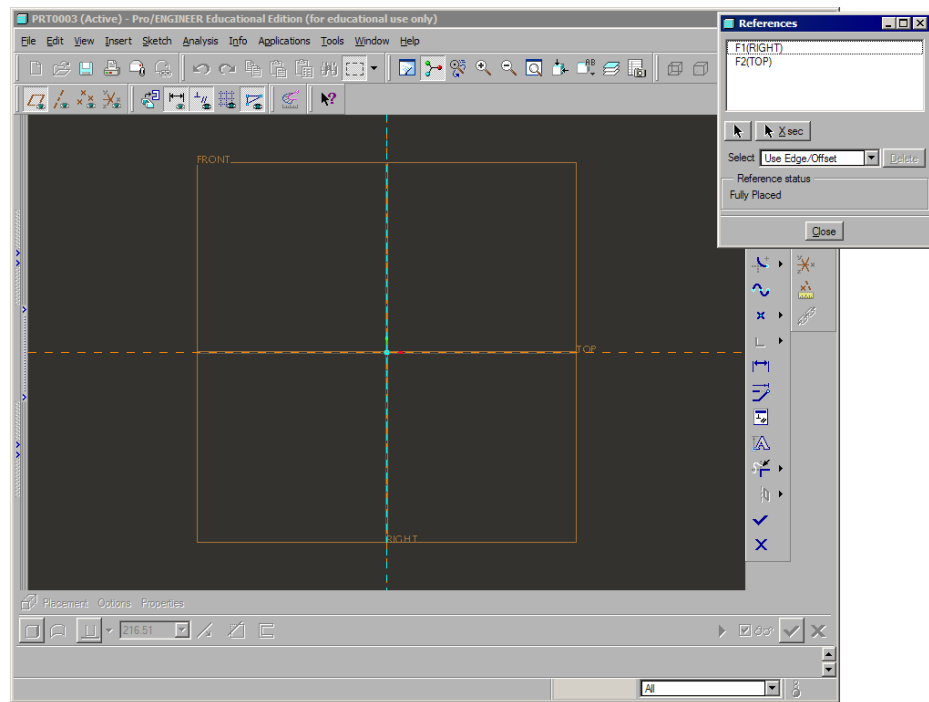 PRT0003 (Active) - Pro/ENGINEER Educational Edition (for educational use only)
File Edit View Insert Sketch Analysis Info Applications Tools Window Help
References
F1(RIGHT)
F2(TOP)
X sec
Select Use Edge/Offset Delete
Reference status
Fully Placed
Close
FRONT
TOP
RIGHT
Placement Options Properties
216.51
All